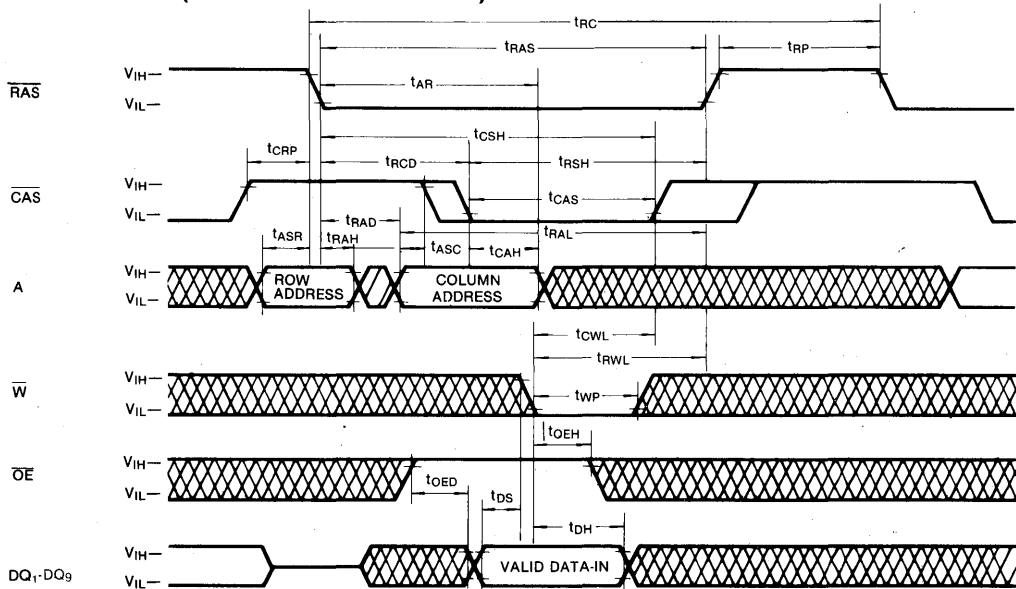 tRC
tRAS
tRP
RAS
VIH—
VIL—
tAR
tCSH
tCRP
tRCD
tRSH
CAS
VIH—
VIL—
tCAS
tRAD
tRAL
tASR
tRAH
tASC
tCAH
A
VIH—
VIL—
ROW
ADDRESS
COLUMN
ADDRESS
tCWL
tRWL
W
VIH—
VIL—
tWP
tOEH
OE
VIH—
VIL—
tOED
tDS
tDH
DQ1-DQ9
VIH—
VIL—
VALID DATA-IN